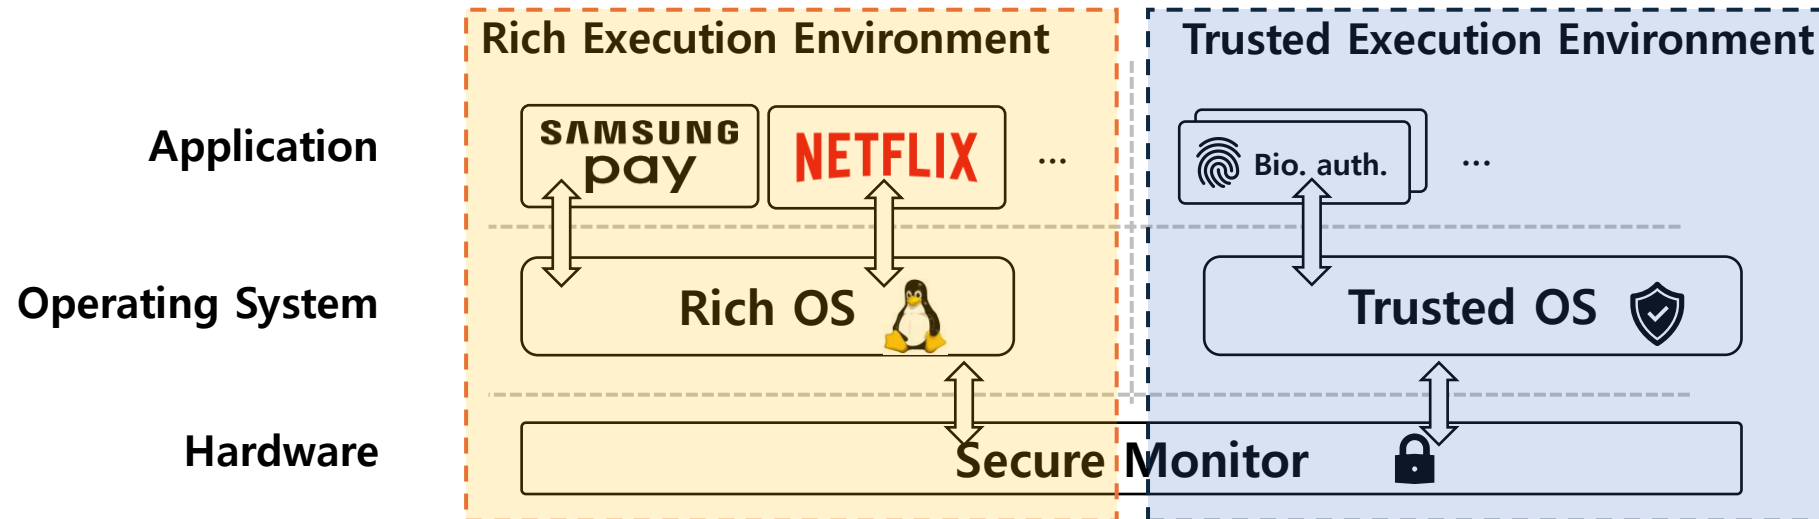 Rich Execution Environment
Trusted Execution Environment
Application
SAMSUNG
pay
NETFLIX
...
Bio. auth.
...
Operating System
Rich OS
Trusted OS
Hardware
Secure Monitor